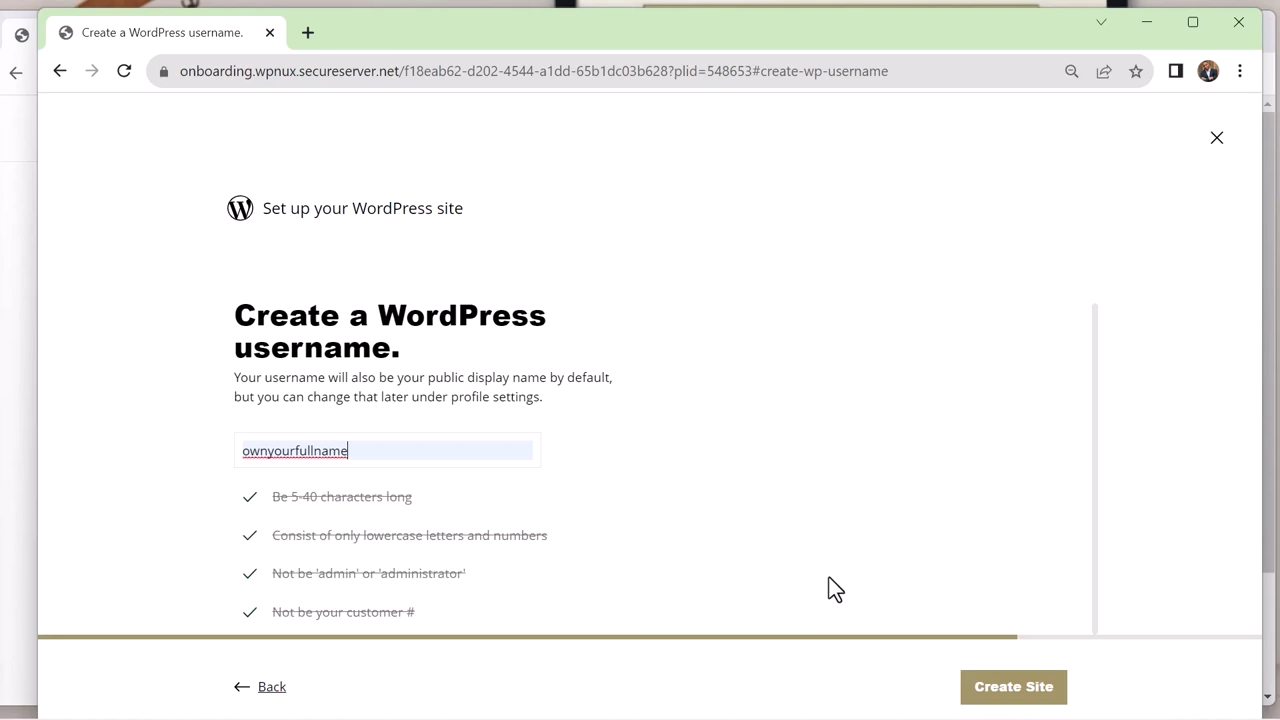 Create a WordPress username.
onboarding.wpnux.secureserver.net/f18eab62-d202-4544-a1dd-65b1dc03b628?plid=548653#create-wp-username
Set up your WordPress site
Create a WordPress
username.
Your username will also be your public display name by default,
but you can change that later under profile settings.
ownyourfullname
Be 5-40 characters long
Consist of only lowercase letters and numbers
Not be 'admin' or 'administrator'
Not be your customer #
Back
Create Site